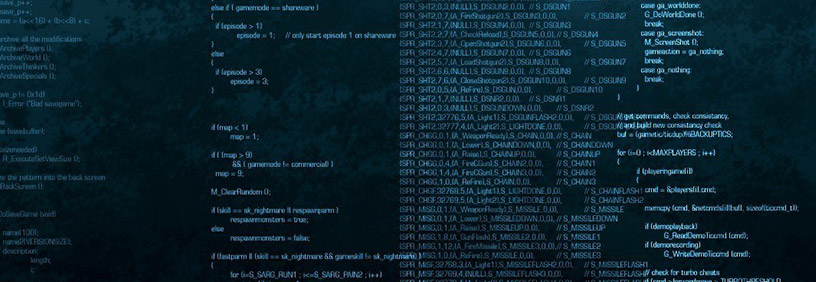 save_p++;
save_p++;
ime = (a<<16) + (b<<8) + c;
archive all the modifications
ArchivePlayers ();
ArchiveWorld ();
ArchiveThinkers ();
ArchiveSpecials ();
I_Error ("Bad savegame");
R_ExecuteSetViewSize ();
w the pattern into the back screen
BackScreen ();
DoSaveGame (void)
name[100];
name2[VERSIONSIZE];
description;
length;
else if ( gamemode == shareware )
{
if (episode > 1)
episode = 1; // only start episode 1 on shareware
}
else
{
if (episode > 3)
episode = 3;
}
if (map < 1)
map = 1;
if ( ( map > 9)
&& ( gamemode != commercial) )
map = 9;
M_ClearRandom ();
if (skill == sk_nightmare || respawnparm )
respawnmonsters = true;
else
respawnmonsters = false;
if (fastparm || (skill == sk_nightmare && gameskill != sk_nightmare)
{
for (i=S_SARG_RUN1 ; i<=S_SARG_PAIN2 ; i++)
{SPR_SHT2,0,3,{NULL},S_DSGUN2,0,0}, // S_DSGUN1
{SPR_SHT2,0,7,{A_FireShotgun2},S_DSGUN3,0,0}, // S_DSGUN2
{SPR_SHT2,1,7,{NULL},S_DSGUN4,0,0}, // S_DSGUN3
{SPR_SHT2,2,7,{A_CheckReload},S_DSGUN5,0,0}, // S_DSGUN4
{SPR_SHT2,3,7,{A_OpenShotgun2},S_DSGUN6,0,0}, // S_DSGUN5
{SPR_SHT2,4,7,{NULL},S_DSGUN7,0,0}, // S_DSGUN6
{SPR_SHT2,5,7,{A_LoadShotgun2},S_DSGUN8,0,0}, // S_DSGUN7
{SPR_SHT2,6,6,{NULL},S_DSGUN9,0,0}, // S_DSGUN8
{SPR_SHT2,7,6,{A_CloseShotgun2},S_DSGUN10,0,0}, // S_DSGUN9
{SPR_SHT2,0,5,{A_ReFire},S_DSGUN,0,0}, // S_DSGUN10
{SPR_SHT2,1,7,{NULL},S_DSNR2,0,0}, // S_DSNR1
{SPR_SHT2,0,3,{NULL},S_DSGUNDOWN,0,0}, // S_DSNR2
{SPR_SHT2,32776,5,{A_Light1},S_DSGUNFLASH2,0,0},
{SPR_SHT2,32777,4,{A_Light2},S_LIGHTDONE,0,0},
{SPR_CHGG,0,1,{A_WeaponReady},S_CHAIN,0,0}, // S_CHAIN
{SPR_CHGG,0,1,{A_Lower},S_CHAINDOWN,0,0}, // S_CHAINDOWN
{SPR_CHGG,0,1,{A_Raise},S_CHAINUP,0,0}, // S_CHAINUP
{SPR_CHGG,0,4,{A_FireCGun},S_CHAIN2,0,0}, // S_CHAIN1
{SPR_CHGG,1,4,{A_FireCGun},S_CHAIN3,0,0}, // S_CHAIN2
{SPR_CHGG,1,0,{A_ReFire},S_CHAIN,0,0}, // S_CHAIN3
{SPR_CHGF,32768,5,{A_Light1},S_LIGHTDONE,0,0}, // S_CHAINFLASH1
{SPR_CHGF,32769,5,{A_Light2},S_LIGHTDONE,0,0}, // S_CHAINFLASH2
{SPR_MISG,0,1,{A_WeaponReady},S_MISSILE,0,0}, // S_MISSILE
{SPR_MISG,0,1,{A_Lower},S_MISSILEDOWN,0,0}, // S_MISSILEDOWN
{SPR_MISG,0,1,{A_Raise},S_MISSILEUP,0,0}, // S_MISSILEUP
{SPR_MISG,1,8,{A_GunFlash},S_MISSILE2,0,0}, // S_MISSILE1
{SPR_MISG,1,12,{A_FireMissile},S_MISSILE3,0,0}, // S_MISSILE2
{SPR_MISG,1,0,{A_ReFire},S_MISSILE,0,0}, // S_MISSILE3
{SPR_MISF,32768,3,{A_Light1},S_MISSILEFLASH2,0,0}, // S_MISSILEFLASH1
{SPR_MISF,32769,4,{NULL},S_MISSILEFLASH3,0,0}, // S_MISSILEFLASH2
case ga_worlddone:
G_DoWorldDone ();
break;
case ga_screenshot:
M_ScreenShot ();
gameaction = ga_nothing;
break;
case ga_nothing:
break;
}
}
// get commands, check consistancy,
// and build new consistancy check
buf = (gametic/ticdup)%BACKUPTICS;
for (i=0 ; i<MAXPLAYERS ; i++)
{
if (playeringame[i])
{
cmd = &players[i].cmd;
memcpy (cmd, &netcmds[i][buf], sizeof(ticcmd_t));
if (demoplayback)
G_ReadDemoTiccmd (cmd);
if (demorecording)
G_WriteDemoTiccmd (cmd);
// check for turbo cheats